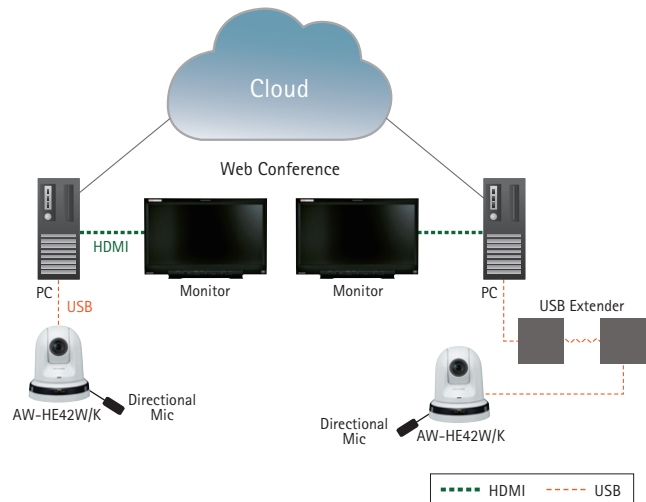 Cloud
Web Conference
HDMI
PC
Monitor
Monitor
PC
USB
USB Extender
Directional
Mic
AW-HE42W/K
Directional
Mic
AW-HE42W/K
HDMI
USB